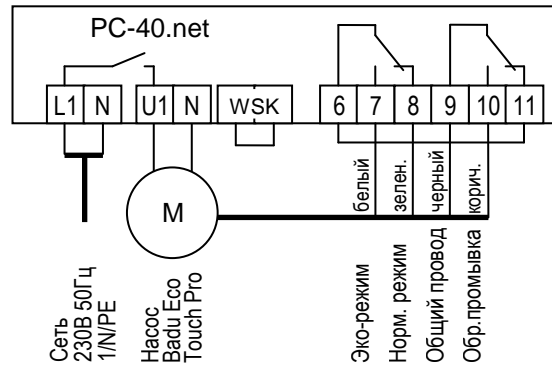 PC-40.net
L1 N U1 N WSK 6 7 8 9 10 11
белый
зелен.
черный
корич.
M
Сеть
230В 50Гц
1/N/PE
Насос
Badu Eco
Touch Pro
Эко-режим
Норм. режим
Общий провод
Обр.промывка